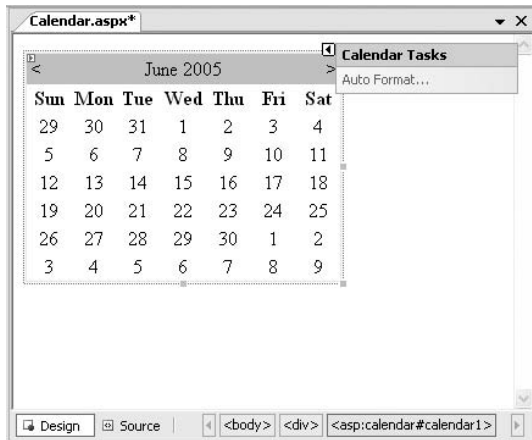 Calendar.aspx*
< June 2005 >
Calendar Tasks
Auto Format...
Sun Mon Tue Wed Thu Fri Sat
29 30 31 1 2 3 4
5 6 7 8 9 10 11
12 13 14 15 16 17 18
19 20 21 22 23 24 25
26 27 28 29 30 1 2
3 4 5 6 7 8 9
Design Source <body> <div> <asp:calendar#calendar1>